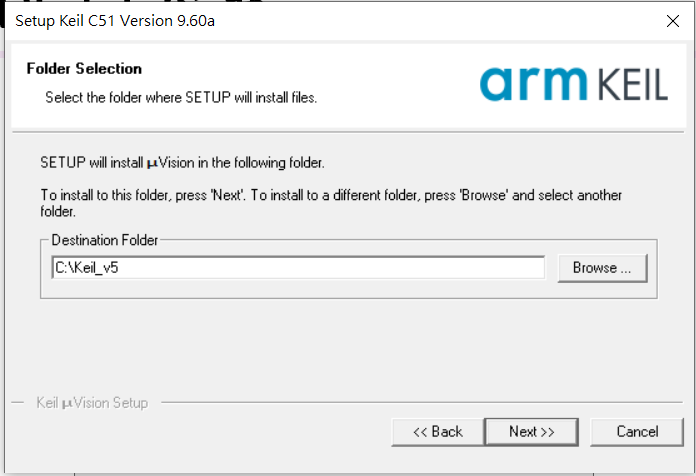 Setup Keil C51 Version 9.60a
Folder Selection
Select the folder where SETUP will install files.
arm KEIL
SETUP will install µVision in the following folder.
To install to this folder, press 'Next'. To install to a different folder, press 'Browse' and select another
folder.
Destination Folder
C:\Keil_v5
Browse ...
Keil µVision Setup
<< Back
Next >>
Cancel